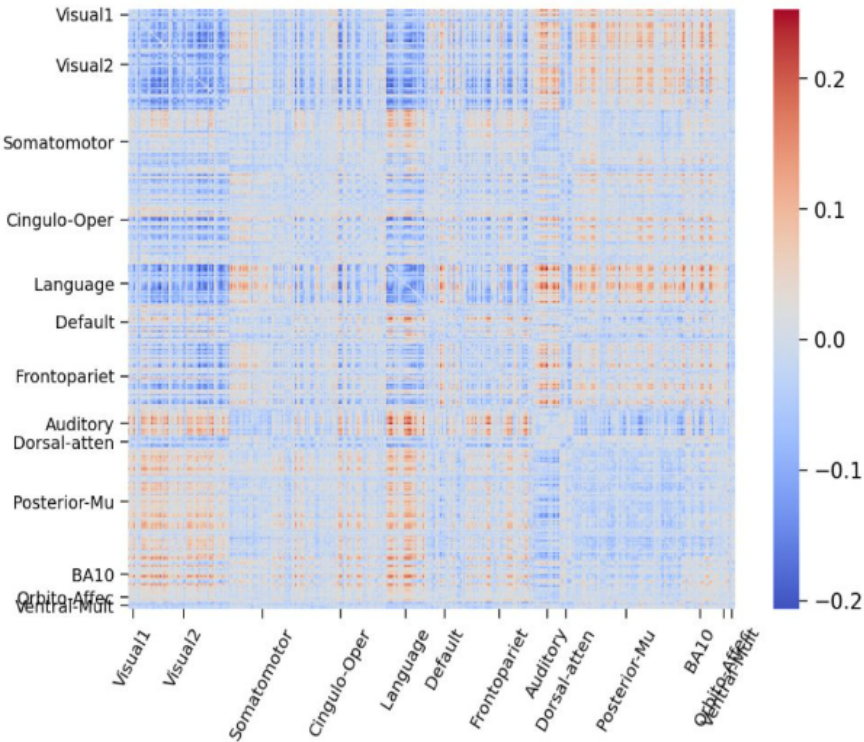 Visual1
Visual2
Somatomotor
Cingulo-Oper
Language
Default
Frontopariet
Auditory
Dorsal-atten
Posterior-Mu
BA10
Orbito-Affec
Ventral-Mult
Visual1
Visual2
Somatomotor
Cingulo-Oper
Language
Default
Frontopariet
Auditory
Dorsal-atten
Posterior-Mu
BA10
Orbito-Affec
Ventral-Mult
0.2
0.1
0.0
−0.1
−0.2